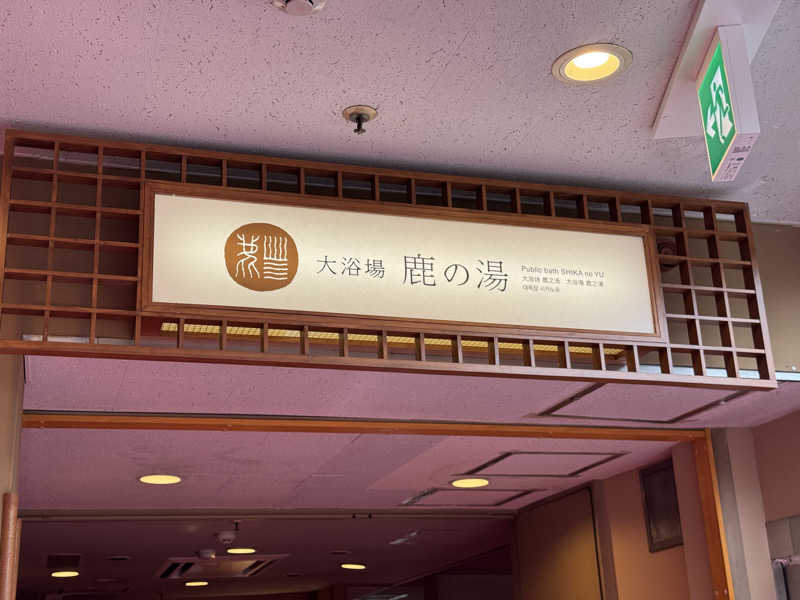 大浴場 鹿の湯
Public bath SHIKA no YU
大浴场 鹿之汤 大浴場 鹿之湯
대욕장 시카노유